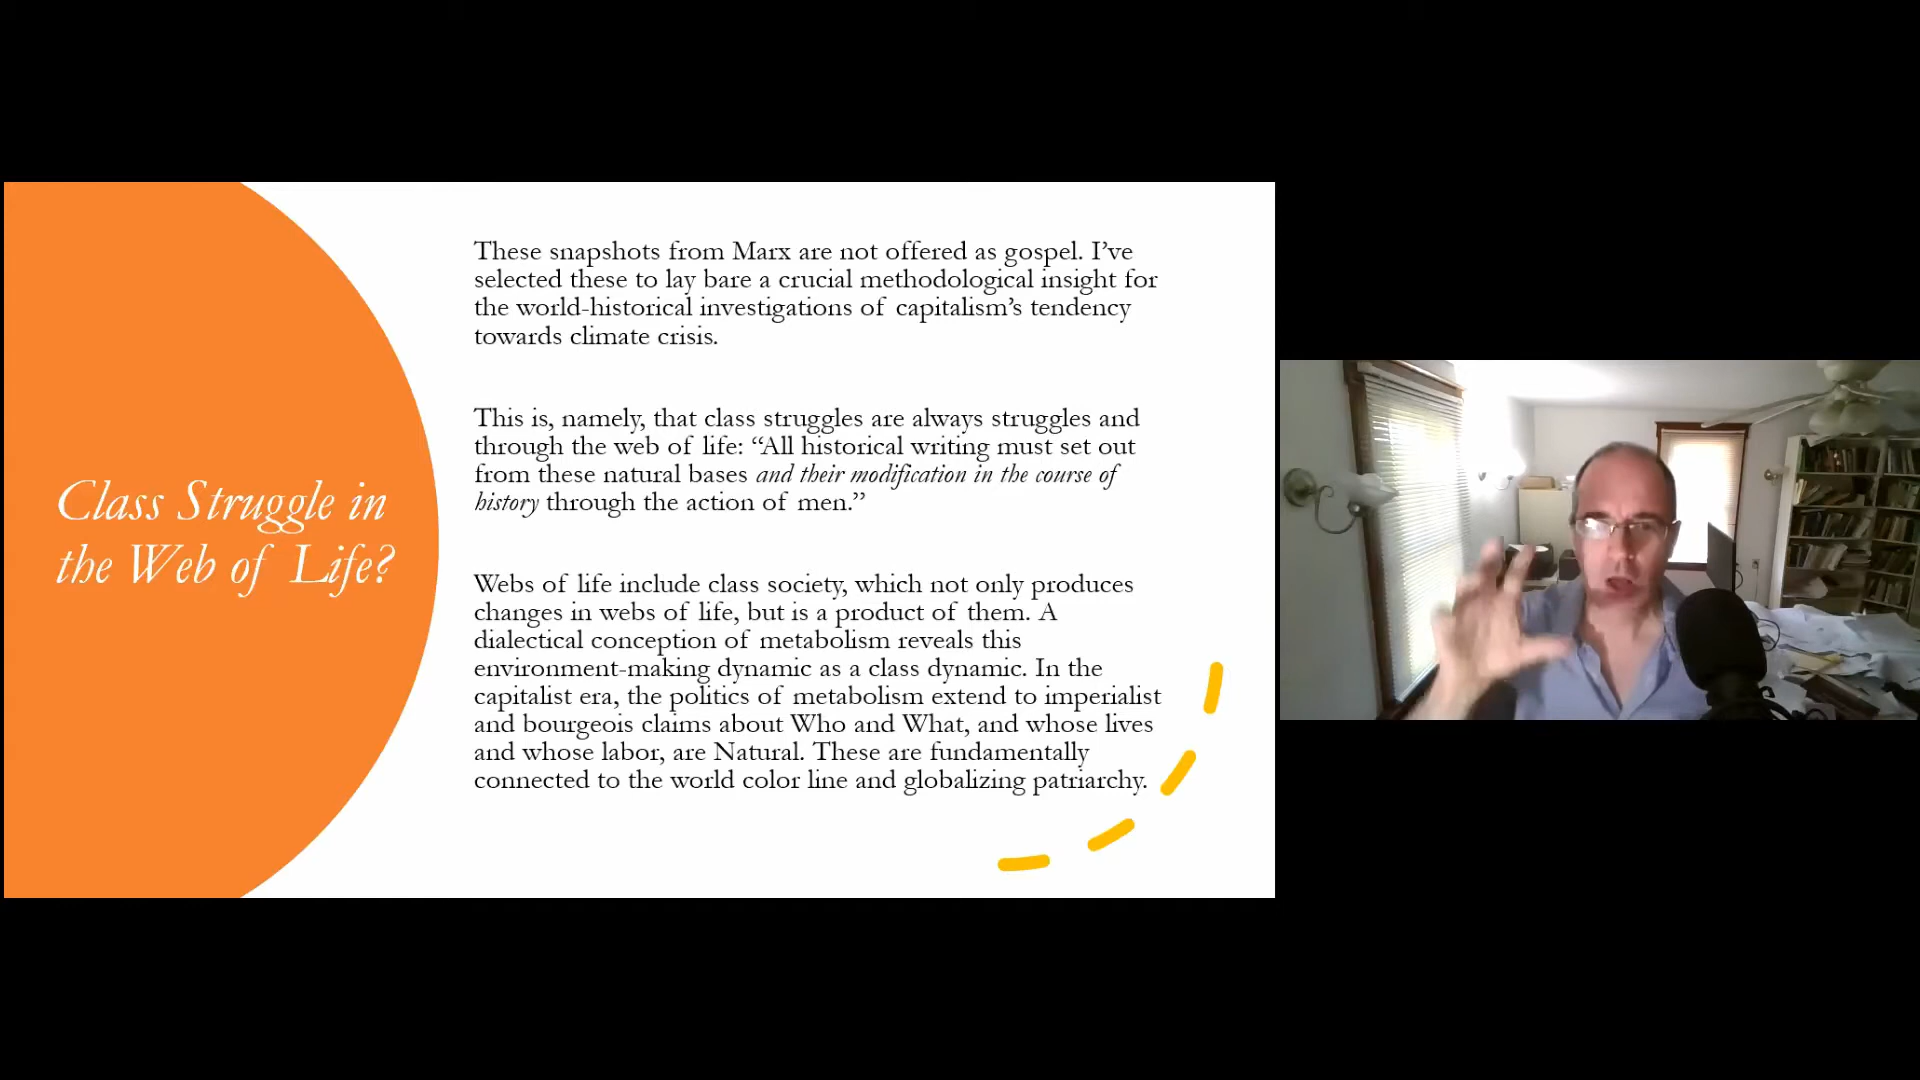 Class Struggle in
the Web of Life?
These snapshots from Marx are not offered as gospel. I’ve
selected these to lay bare a crucial methodological insight for
the world-historical investigations of capitalism’s tendency
towards climate crisis.
This is, namely, that class struggles are always struggles and
through the web of life: “All historical writing must set out
from these natural bases and their modification in the course of
history through the action of men.”
Webs of life include class society, which not only produces
changes in webs of life, but is a product of them. A
dialectical conception of metabolism reveals this
environment-making dynamic as a class dynamic. In the
capitalist era, the politics of metabolism extend to imperialist
and bourgeois claims about Who and What, and whose lives
and whose labor, are Natural. These are fundamentally
connected to the world color line and globalizing patriarchy.